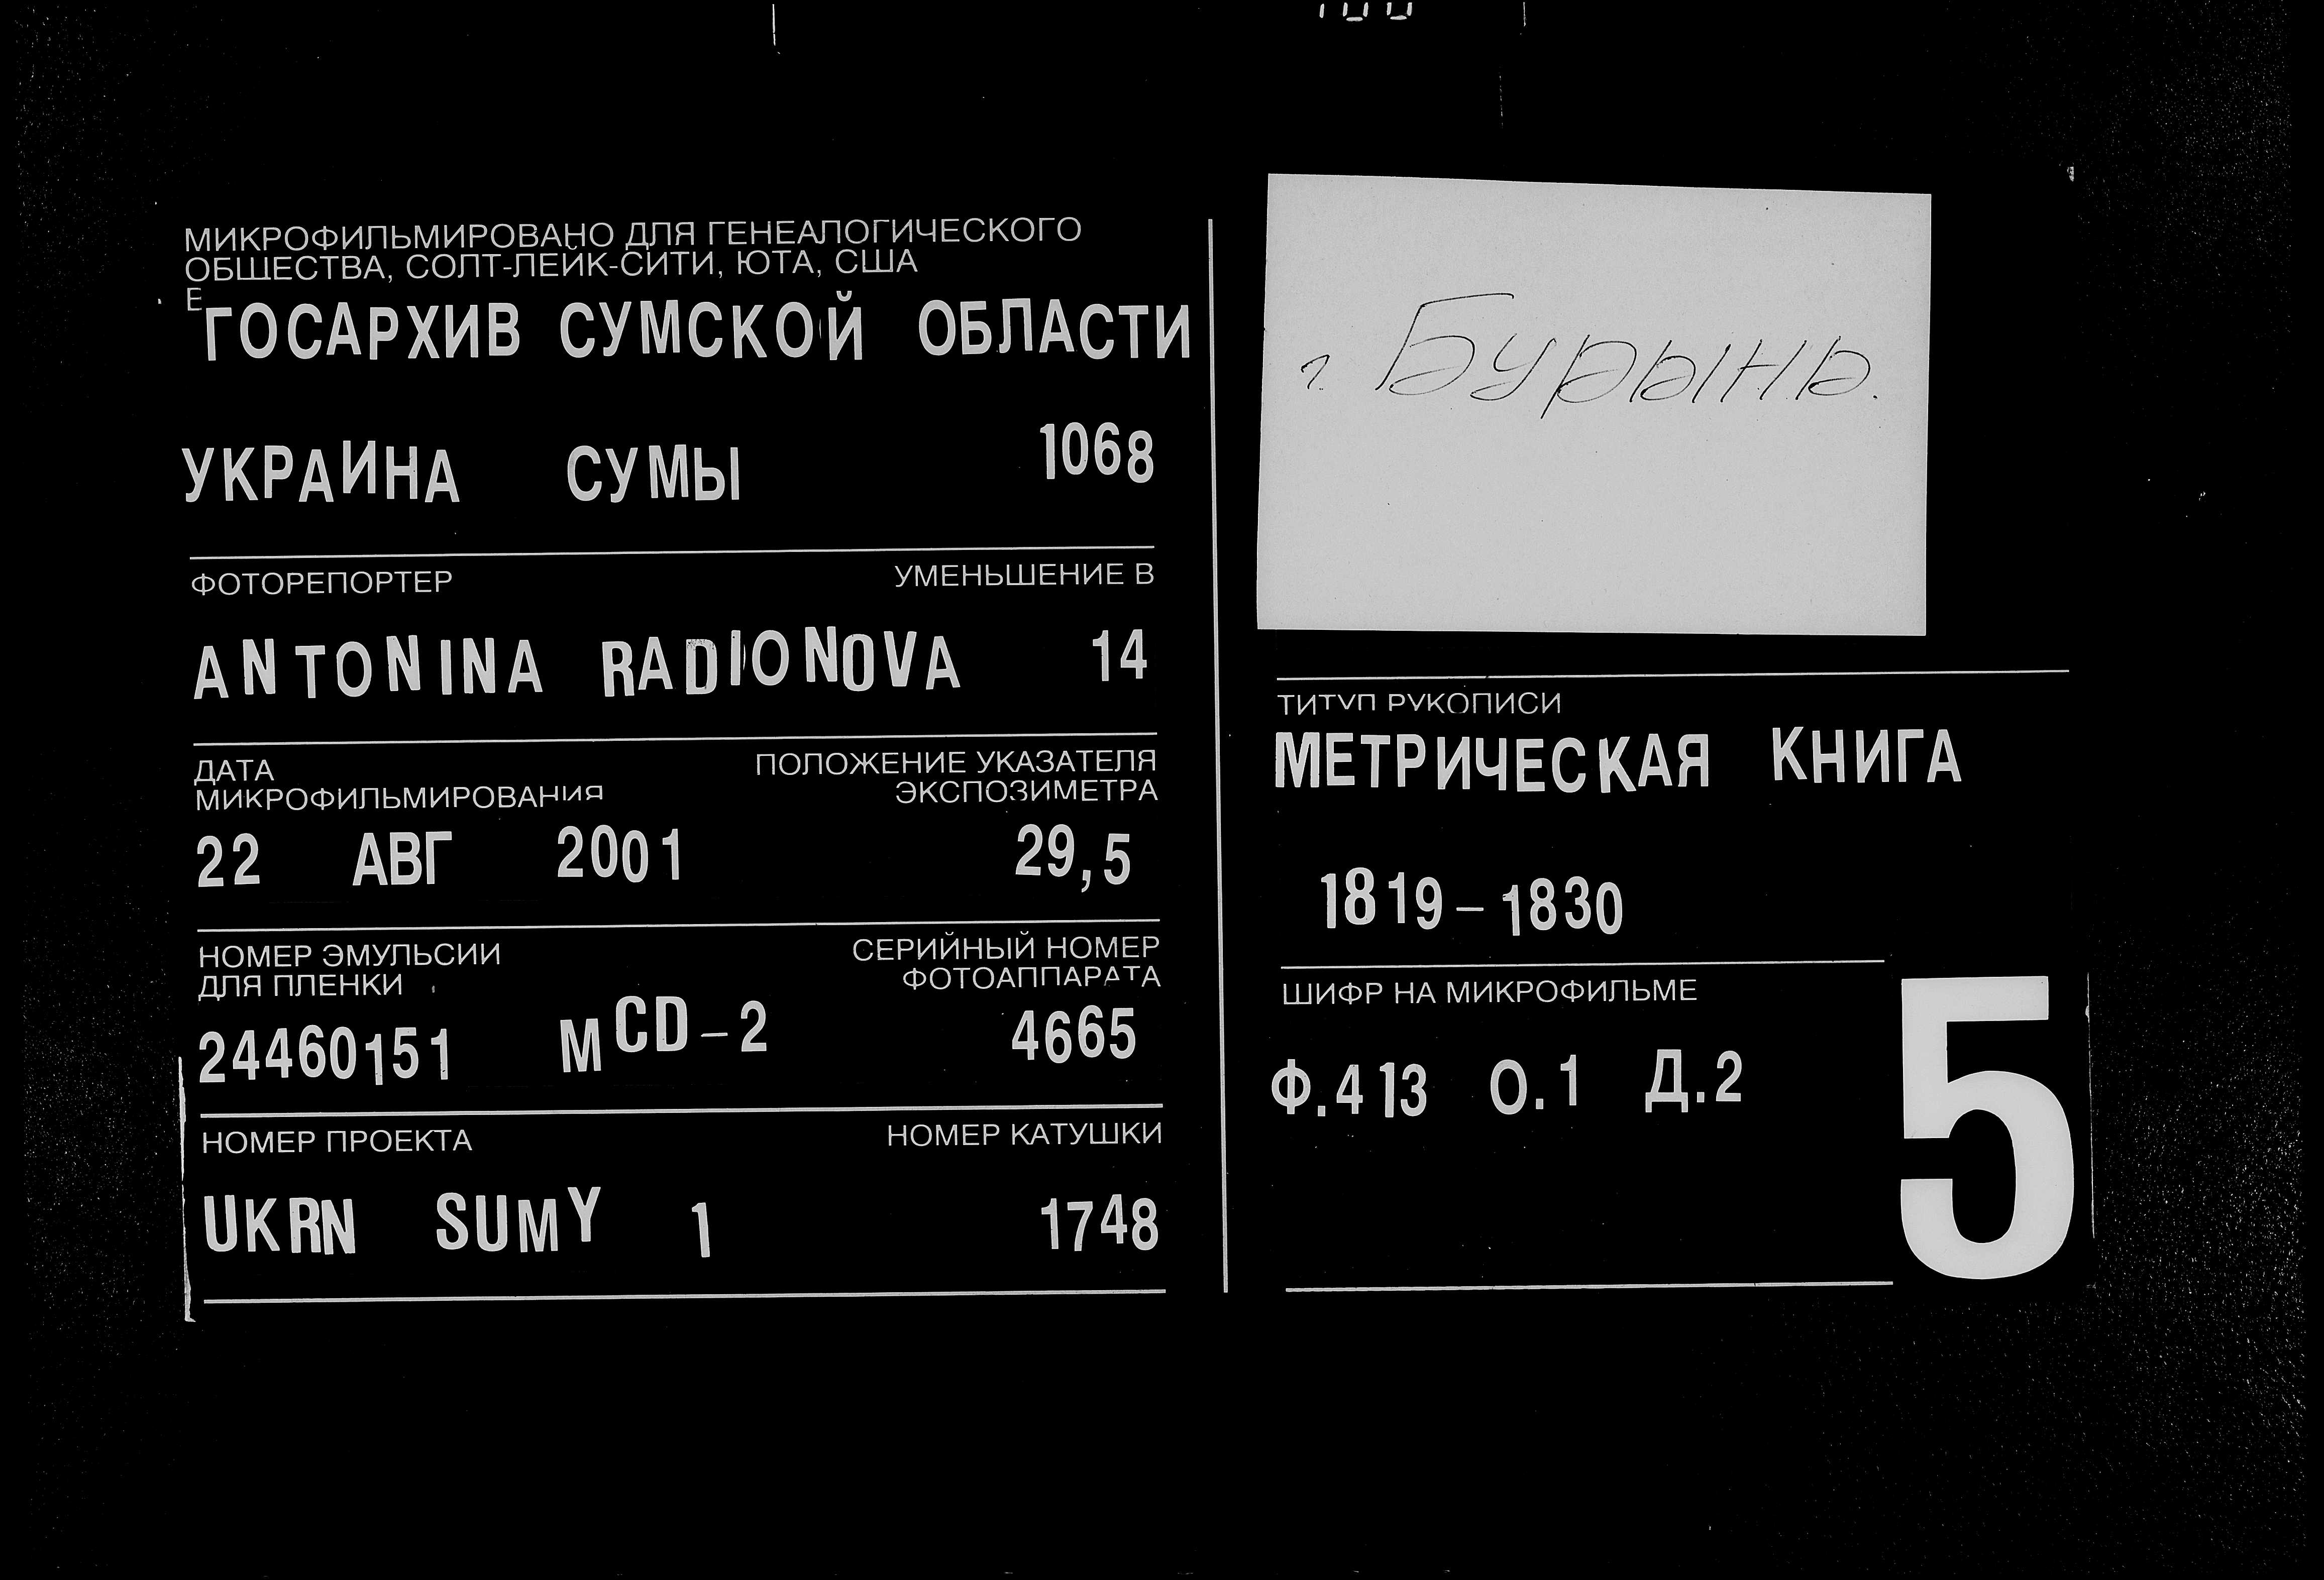 МИКРОФИЛЬМИРОВАНО ДЛЯ ГЕНЕАЛОГИЧЕСКОГО
ОБЩЕСТВА, СОЛТ-ЛЕЙК-СИТИ, ЮТА, США
Е
ГОСАРХИВ СУМСКОЙ ОБЛАСТИ
УКРАИНА СУМЫ 1068
ФОТОРЕПОРТЕР УМЕНЬШЕНИЕ В
ANTONINA RADIONOVA 14
ДАТА
МИКРОФИЛЬМИРОВАНИЯ
ПОЛОЖЕНИЕ УКАЗАТЕЛЯ
ЭКСПОЗИМЕТРА
22 АВГ 2001 29,5
НОМЕР ЭМУЛЬСИИ
ДЛЯ ПЛЕНКИ
СЕРИЙНЫЙ НОМЕР
ФОТОАППАРАТА
24460151 MCD-2 4665
НОМЕР ПРОЕКТА НОМЕР КАТУШКИ
UKRN SUMY 1 1748
г. Бурынь.
ТИТУЛ РУКОПИСИ
МЕТРИЧЕСКАЯ КНИГА
1819-1830
ШИФР НА МИКРОФИЛЬМЕ
Ф.413 О.1 Д.2
5